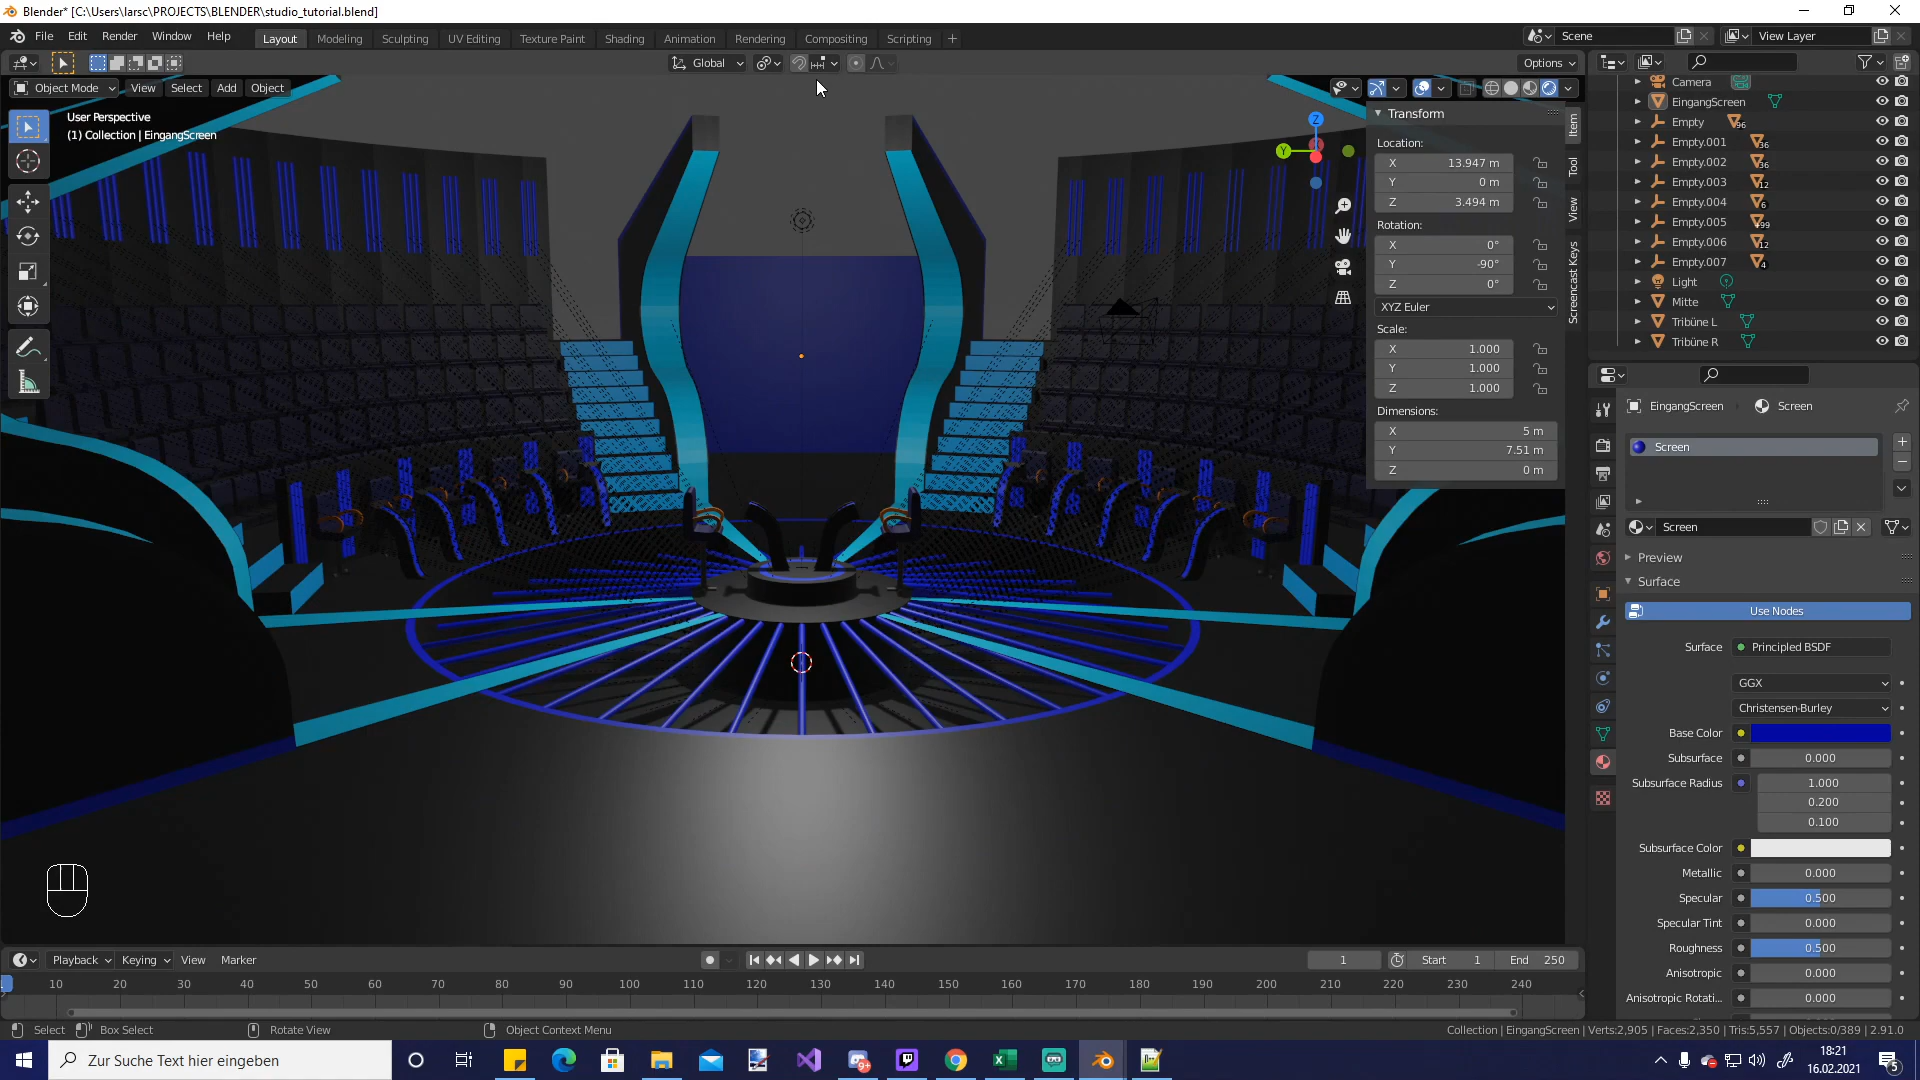 Blender* [C:\Users\larsc\PROJECTS\BLENDER\studio_tutorial.blend]
File Edit Render Window Help
Layout Modeling Sculpting UV Editing Texture Paint Shading Animation Rendering Compositing Scripting +
Scene
View Layer
Global
Options
Object Mode View Select Add Object
User Perspective
(1) Collection | EingangScreen
Transform
Location:
X 13.947 m
Y 0 m
Z 3.494 m
Rotation:
X 0°
Y -90°
Z 0°
XYZ Euler
Scale:
X 1.000
Y 1.000
Z 1.000
Dimensions:
X 5 m
Y 7.51 m
Z 0 m
Item
Tool
View
Screencast Keys
Z
Y
Camera
EingangScreen
Empty 96
Empty.001 36
Empty.002 36
Empty.003 12
Empty.004 6
Empty.005 99
Empty.006 12
Empty.007 4
Light
Mitte
Tribüne L
Tribüne R
EingangScreen Screen
Screen
Screen
Preview
Surface
Use Nodes
Surface Principled BSDF
GGX
Christensen-Burley
Base Color
Subsurface 0.000
Subsurface Radius 1.000
0.200
0.100
Subsurface Color
Metallic 0.000
Specular 0.500
Specular Tint 0.000
Roughness 0.500
Anisotropic 0.000
Anisotropic Rotati... 0.000
Playback Keying View Marker
1 Start 1 End 250
10 20 30 40 50 60 70 80 90 100 110 120 130 140 150 160 170 180 190 200 210 220 230 240
Select Box Select Rotate View Object Context Menu
Collection | EingangScreen | Verts:2,905 | Faces:2,350 | Tris:5,557 | Objects:0/389 | 2.91.0
Zur Suche Text hier eingeben
9+
18:21
16.02.2021
5